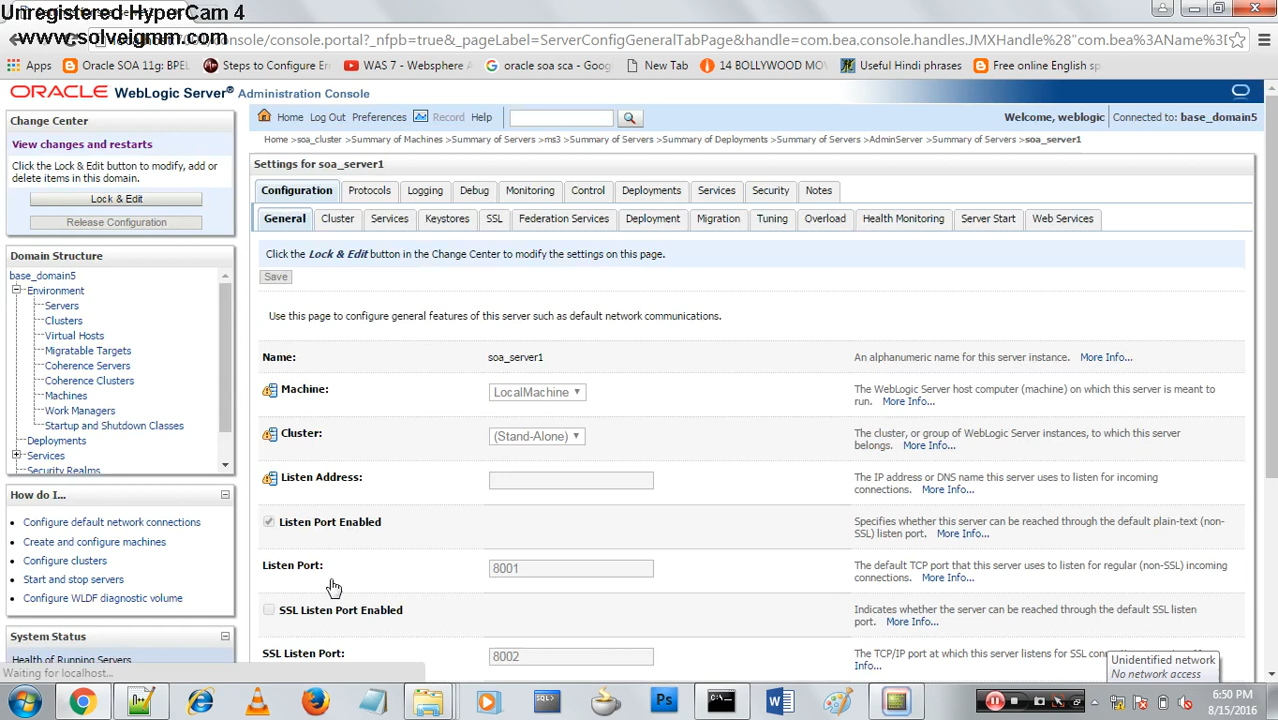 Unregistered-HyperCam 4
www.solveigmm.com
/console/console.portal?_nfpb=true&_pageLabel=ServerConfigGeneralTabPage&handle=com.bea.console.handles.JMXHandle%28"com.bea%3AName%3D
Apps Oracle SOA 11g: BPEL Steps to Configure Er WAS 7 - Websphere oracle soa sca - Goog New Tab 14 BOLLYWOOD MOV Useful Hindi phrases Free online English sp
ORACLE WebLogic Server® Administration Console
Change Center
View changes and restarts
Click the Lock & Edit button to modify, add or
delete items in this domain.
Lock & Edit
Release Configuration
Domain Structure
base_domain5
Environment
Servers
Clusters
Virtual Hosts
Migratable Targets
Coherence Servers
Coherence Clusters
Machines
Work Managers
Startup and Shutdown Classes
Deployments
Services
Security Realms
How do I...
Configure default network connections
Create and configure machines
Configure clusters
Start and stop servers
Configure WLDF diagnostic volume
System Status
Health of Running Servers
Waiting for localhost...
Home Log Out Preferences Record Help
Welcome, weblogic Connected to: base_domain5
Home >soa_cluster >Summary of Machines >Summary of Servers >ms3 >Summary of Servers >Summary of Deployments >Summary of Servers >AdminServer >Summary of Servers >soa_server1
Settings for soa_server1
Configuration Protocols Logging Debug Monitoring Control Deployments Services Security Notes
General Cluster Services Keystores SSL Federation Services Deployment Migration Tuning Overload Health Monitoring Server Start Web Services
Click the Lock & Edit button in the Change Center to modify the settings on this page.
Save
Use this page to configure general features of this server such as default network communications.
Name: soa_server1 An alphanumeric name for this server instance. More Info...
Machine: LocalMachine The WebLogic Server host computer (machine) on which this server is meant to
run. More Info...
Cluster: (Stand-Alone) The cluster, or group of WebLogic Server instances, to which this server
belongs. More Info...
Listen Address: The IP address or DNS name this server uses to listen for incoming
connections. More Info...
Listen Port Enabled Specifies whether this server can be reached through the default plain-text (non-
SSL) listen port. More Info...
Listen Port: 8001 The default TCP port that this server uses to listen for regular (non-SSL) incoming
connections. More Info...
SSL Listen Port Enabled Indicates whether the server can be reached through the default SSL listen
port. More Info...
SSL Listen Port: 8002 The TCP/IP port at which this server listens for SSL
Info...
Unidentified network
No network access
6:50 PM
8/15/2016